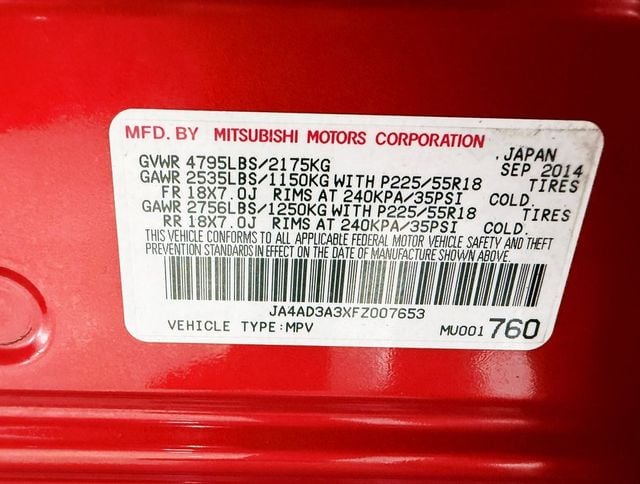 MFD. BY MITSUBISHI MOTORS CORPORATION
GVWR 4795LBS/2175KG . JAPAN SEP 2014
GAWR 2535LBS/1150KG WITH P225/55R18 TIRES
FR 18X7.0J RIMS AT 240KPA/35PSI COLD.
GAWR 2756LBS/1250KG WITH P225/55R18 TIRES
RR 18X7.0J RIMS AT 240KPA/35PSI COLD.
THIS VEHICLE CONFORMS TO ALL APPLICABLE FEDERAL MOTOR VEHICLE SAFETY AND THEFT
PREVENTION STANDARDS IN EFFECT ON THE DATE OF MANUFACTURE SHOWN ABOVE.
JA4AD3A3XFZ007653
VEHICLE TYPE:MPV MU001 760